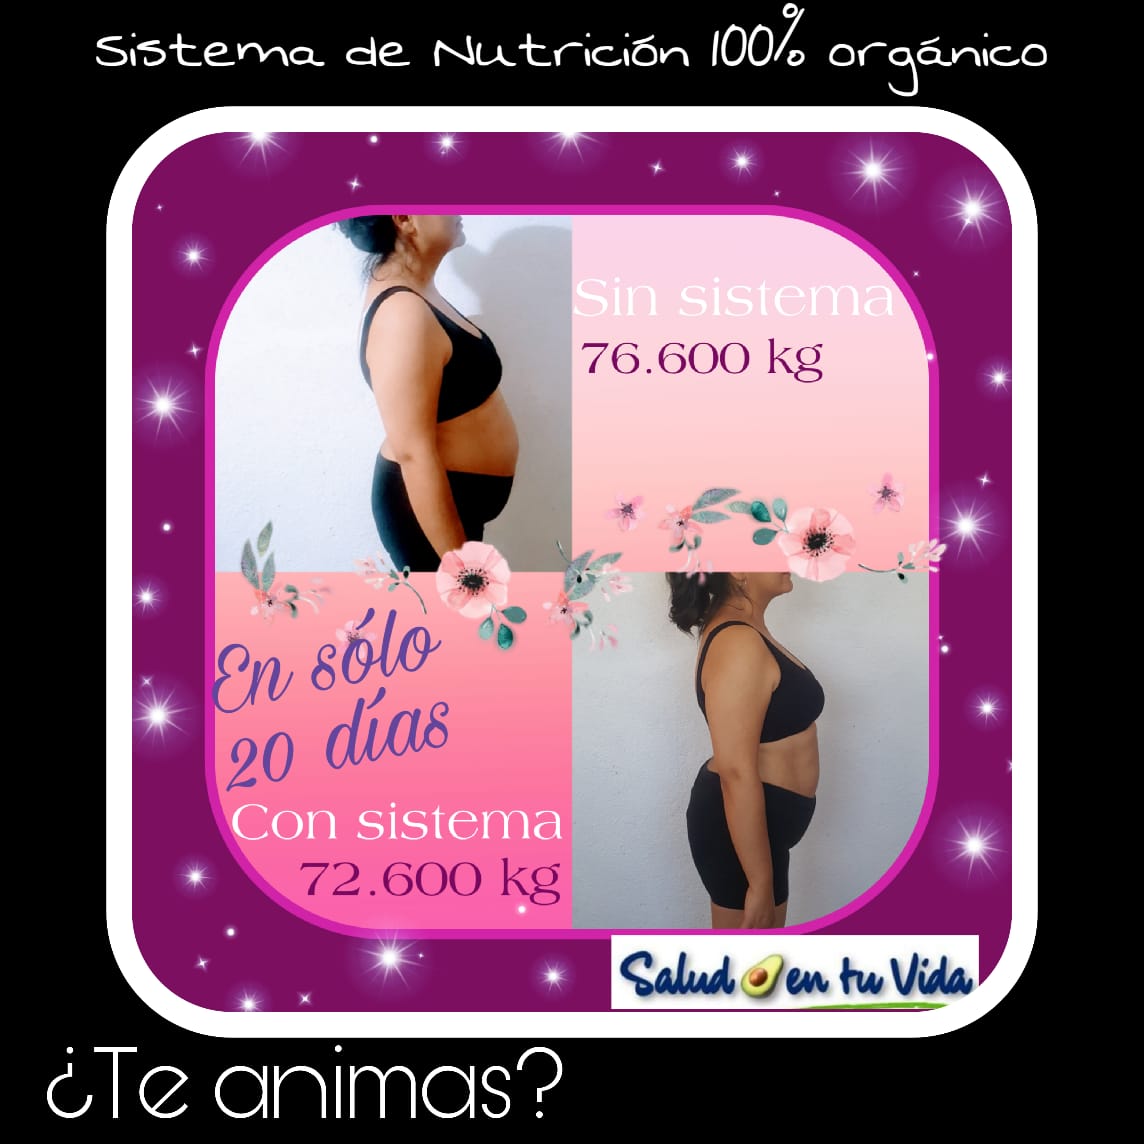 Sistema de Nutrición 100% orgánico
Sin sistema
76.600 kg
En sólo
20 días
Con sistema
72.600 kg
Salud en tu Vida
¿Te animas?